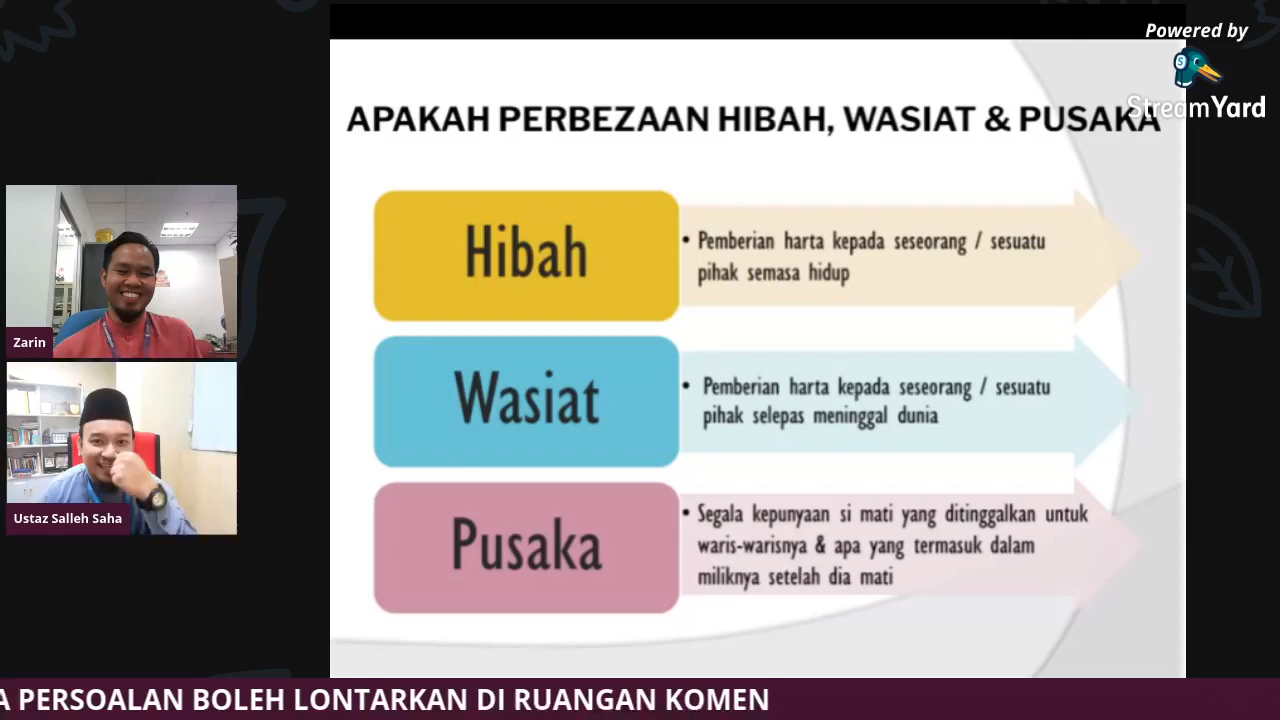 Powered by
StreamYard
APAKAH PERBEZAAN HIBAH, WASIAT & PUSAKA
Hibah
• Pemberian harta kepada seseorang / sesuatu
pihak semasa hidup
Wasiat
• Pemberian harta kepada seseorang / sesuatu
pihak selepas meninggal dunia
Pusaka
• Segala kepunyaan si mati yang ditinggalkan untuk
waris-warisnya & apa yang termasuk dalam
miliknya setelah dia mati
Zarin
Ustaz Salleh Saha
A PERSOALAN BOLEH LONTARKAN DI RUANGAN KOMEN